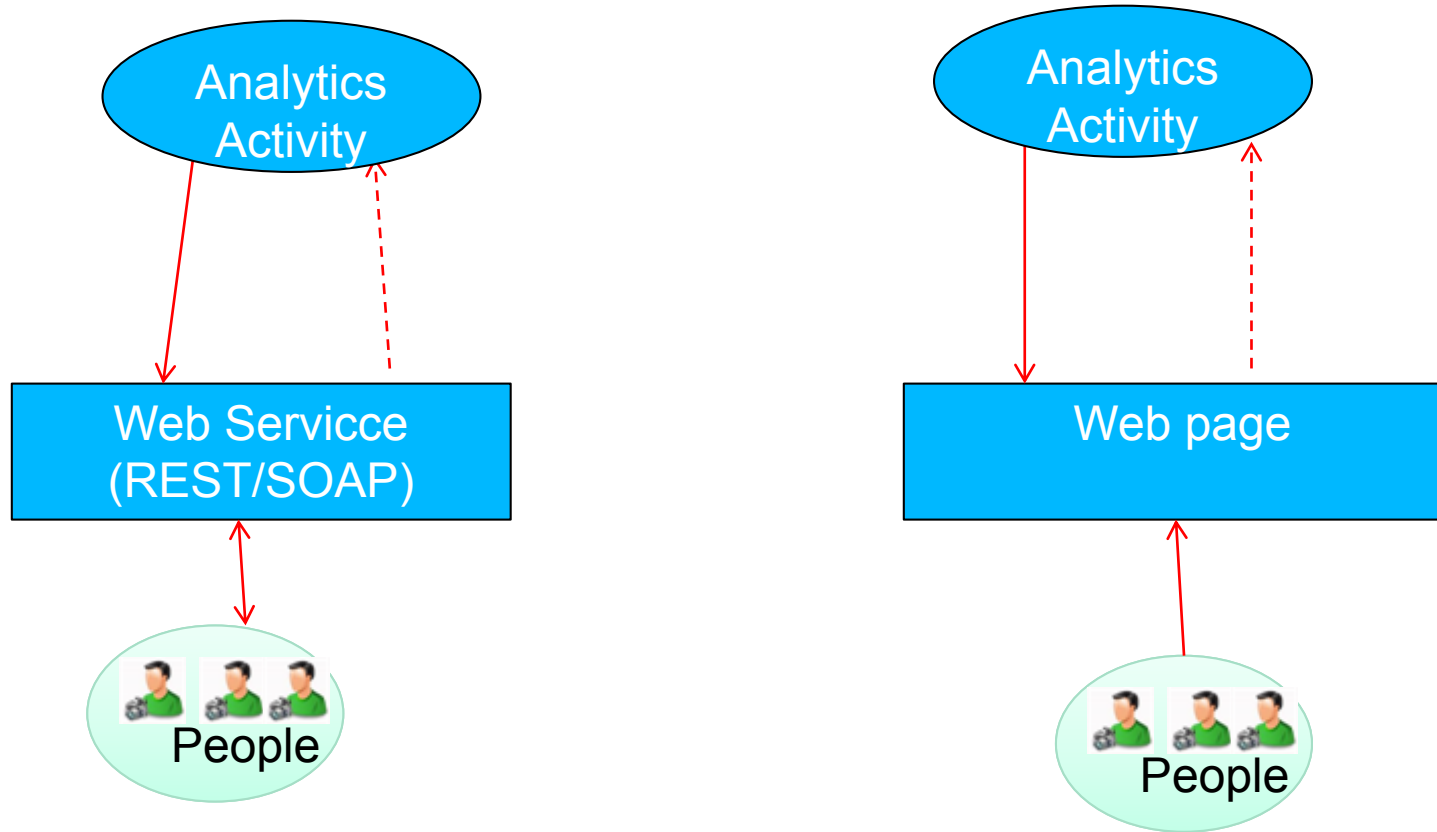 Analytics
Activity
Web Servicce
(REST/SOAP)
People
Analytics
Activity
Web page
People